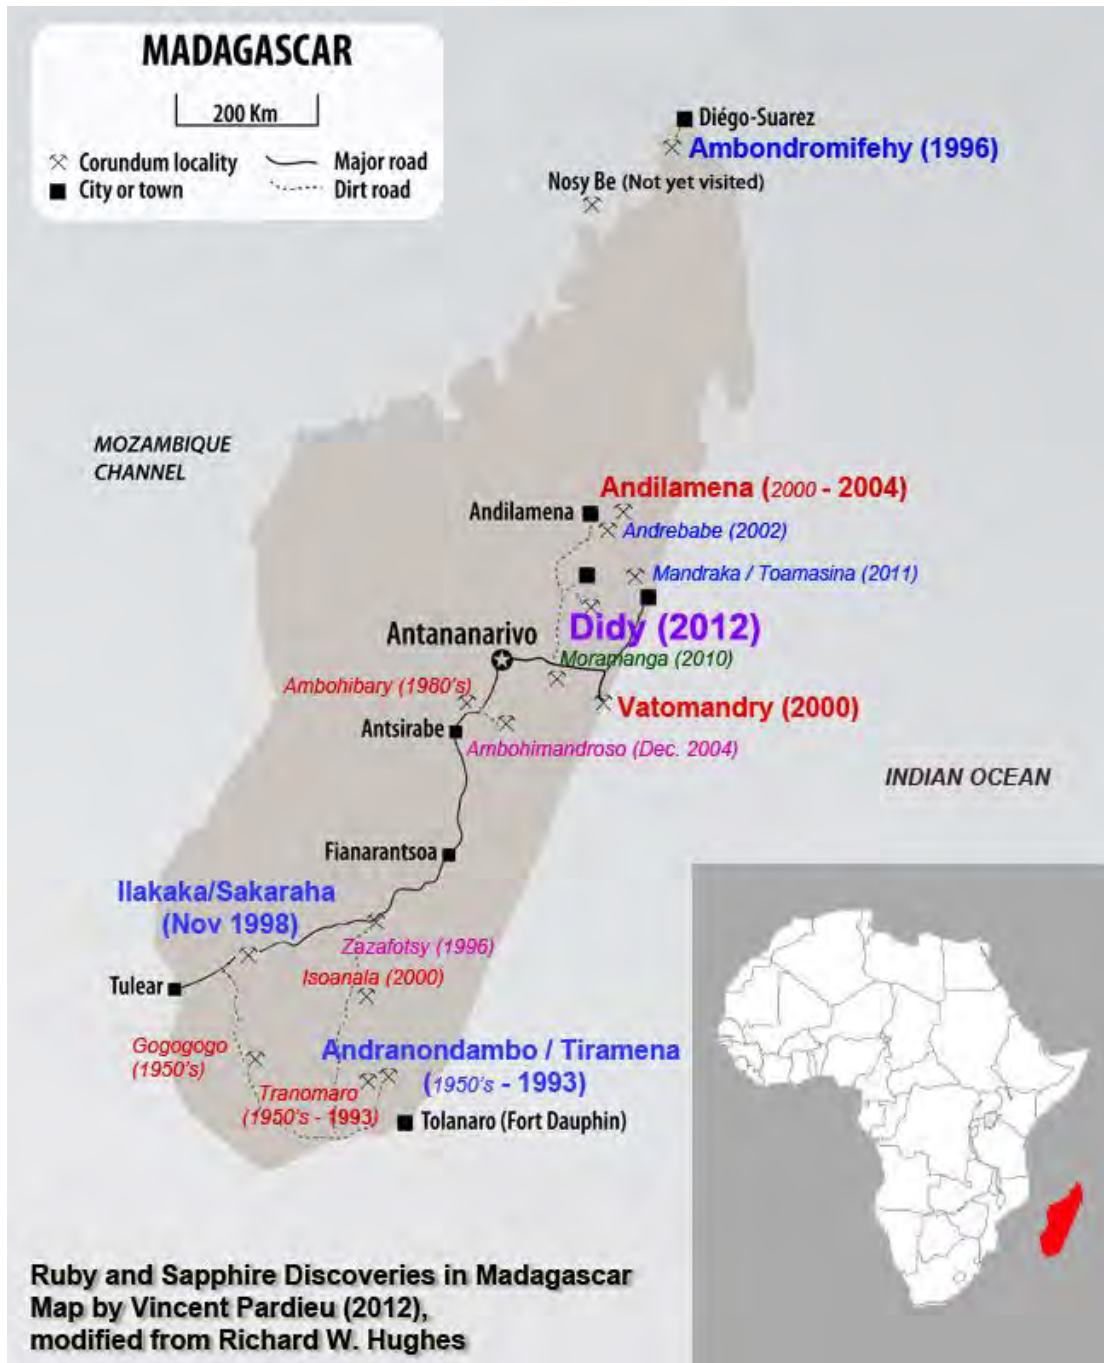 MADAGASCAR
200 Km
Corundum locality
Major road
City or town
Dirt road
Diégo-Suarez
Ambondromifehy (1996)
Nosy Be (Not yet visited)
MOZAMBIQUE
CHANNEL
Andilamena (2000 - 2004)
Andilamena
Andrebabe (2002)
Mandraka / Toamasina (2011)
Didy (2012)
Antananarivo
Moramanga (2010)
Ambohibary (1980's)
Vatomandry (2000)
Antsirabe
Ambohimandroso (Dec. 2004)
INDIAN OCEAN
Fianarantsoa
Ilakaka/Sakaraha
(Nov 1998)
Zazafotsy (1996)
Isoanala (2000)
Tulear
Gogogogo
(1950's)
Andranondambo / Tiramena
(1950's - 1993)
Tranomaro
(1950's - 1993)
Tolanaro (Fort Dauphin)
Ruby and Sapphire Discoveries in Madagascar
Map by Vincent Pardieu (2012),
modified from Richard W. Hughes